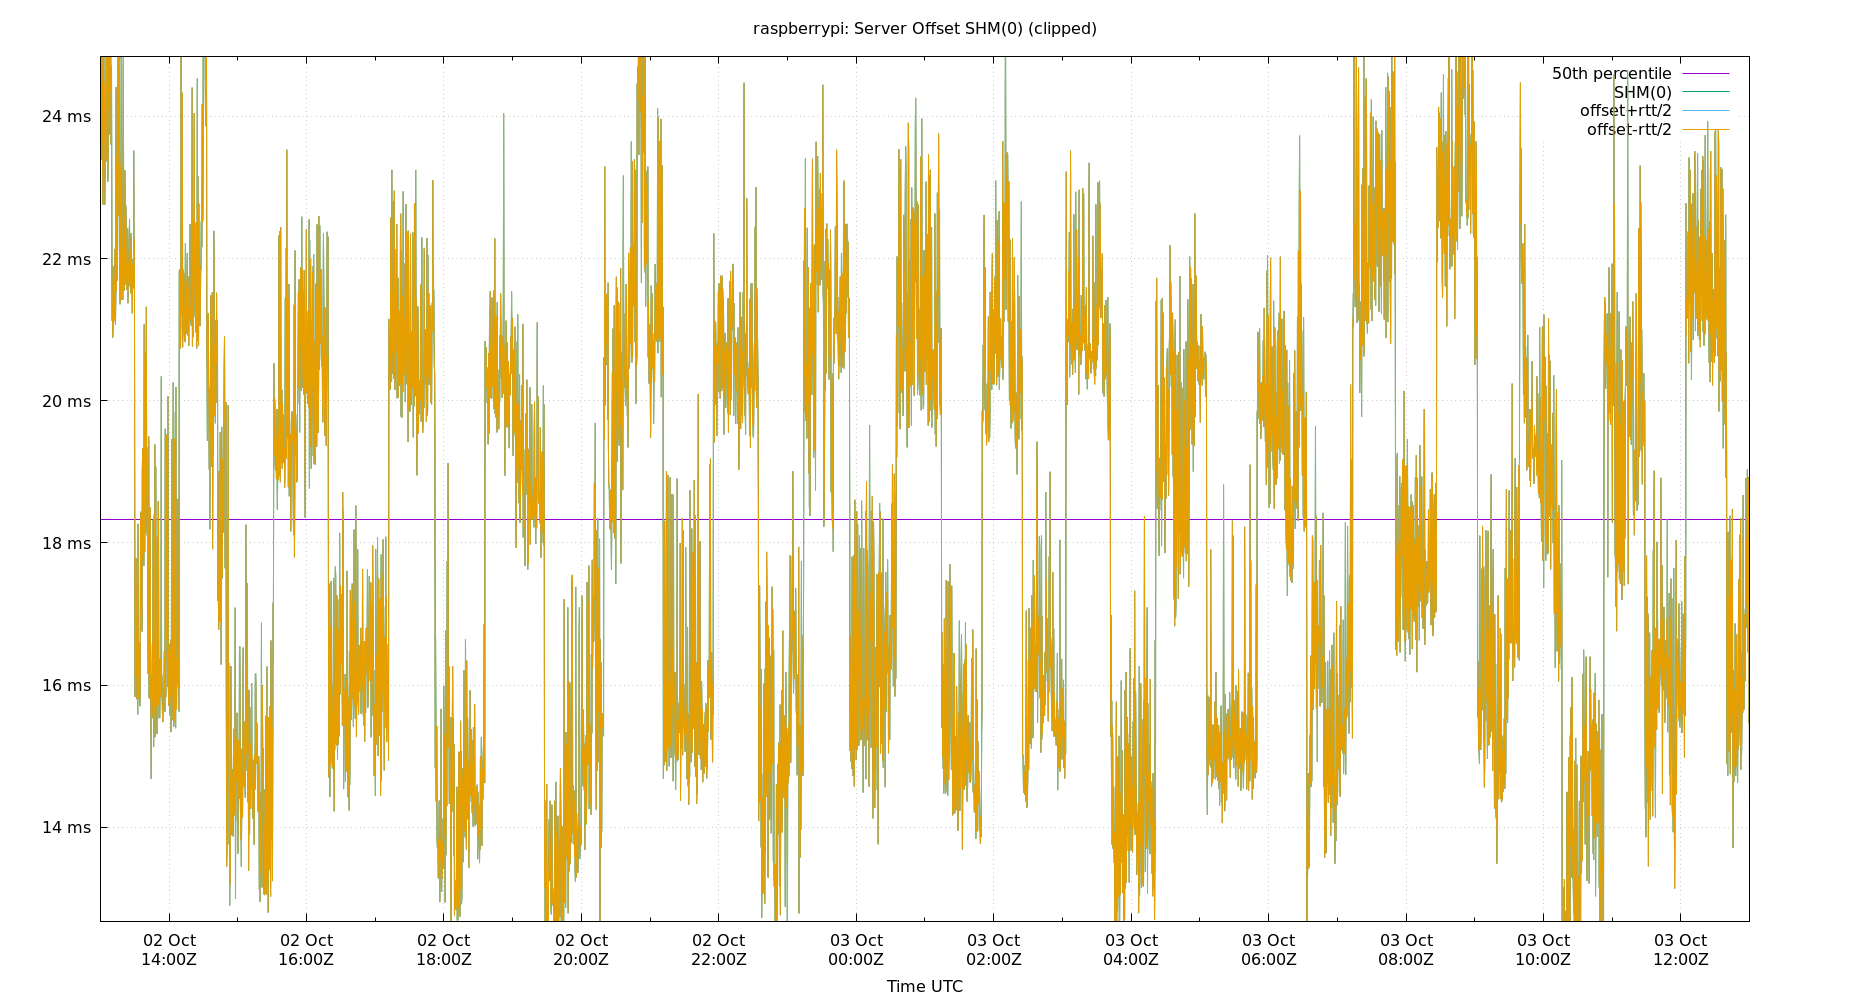 raspberrypi: Server Offset SHM(0) (clipped)
50th percentile
SHM(0)
offset+rtt/2
offset-rtt/2
24 ms
22 ms
20 ms
18 ms
16 ms
14 ms
02 Oct 02 Oct 02 Oct 02 Oct 02 Oct 03 Oct 03 Oct 03 Oct 03 Oct 03 Oct 03 Oct 03 Oct
14:00Z 16:00Z 18:00Z 20:00Z 22:00Z 00:00Z 02:00Z 04:00Z 06:00Z 08:00Z 10:00Z 12:00Z
Time UTC